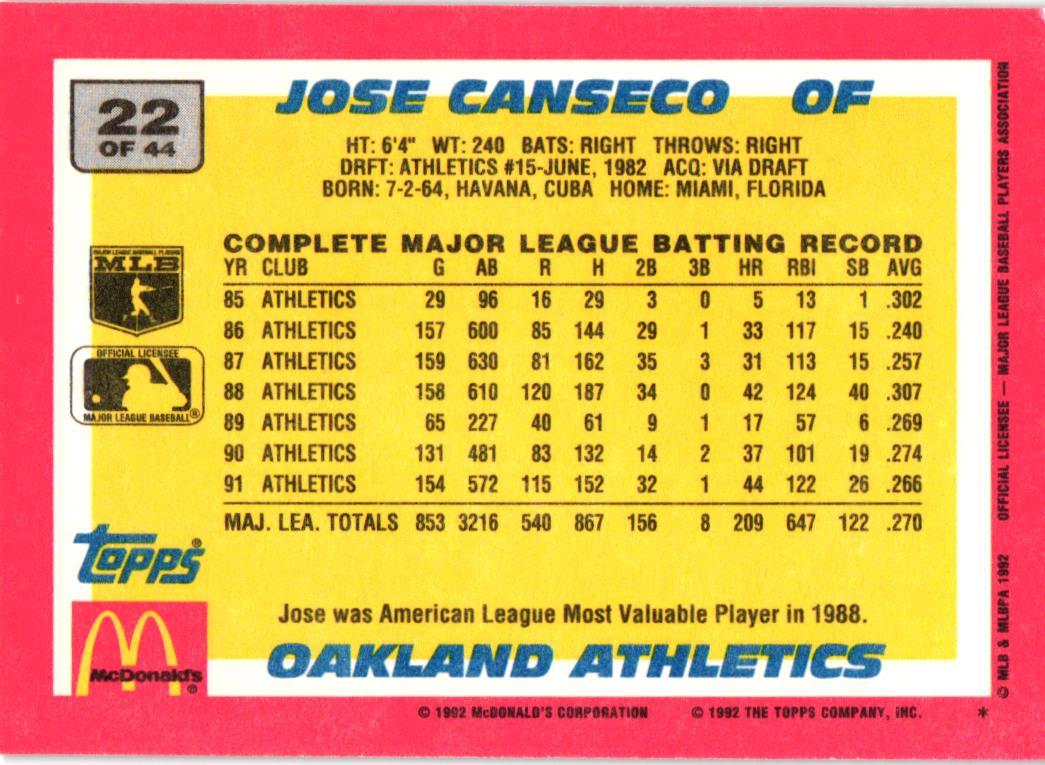 22
OF 44
JOSE CANSECO OF
HT: 6'4" WT: 240 BATS: RIGHT THROWS: RIGHT
DRFT: ATHLETICS #15-JUNE, 1982 ACQ: VIA DRAFT
BORN: 7-2-64, HAVANA, CUBA HOME: MIAMI, FLORIDA
COMPLETE MAJOR LEAGUE BATTING RECORD
YR CLUB G AB R H 2B 3B HR RBI SB AVG
85 ATHLETICS 29 96 16 29 3 0 5 13 1 .302
86 ATHLETICS 157 600 85 144 29 1 33 117 15 .240
87 ATHLETICS 159 630 81 162 35 3 31 113 15 .257
88 ATHLETICS 158 610 120 187 34 0 42 124 40 .307
89 ATHLETICS 65 227 40 61 9 1 17 57 6 .269
90 ATHLETICS 131 481 83 132 14 2 37 101 19 .274
91 ATHLETICS 154 572 115 152 32 1 44 122 26 .266
MAJ. LEA. TOTALS 853 3216 540 867 156 8 209 647 122 .270
Jose was American League Most Valuable Player in 1988.
OAKLAND ATHLETICS
MAJOR LEAGUE BASEBALL PLAYERS
MLB
OFFICIAL LICENSEE
MAJOR LEAGUE BASEBALL®
Topps®
McDonald's®
© 1992 McDONALD'S CORPORATION © 1992 THE TOPPS COMPANY, INC. *
© MLB & MLBPA 1992 OFFICIAL LICENSEE — MAJOR LEAGUE BASEBALL PLAYERS ASSOCIATION